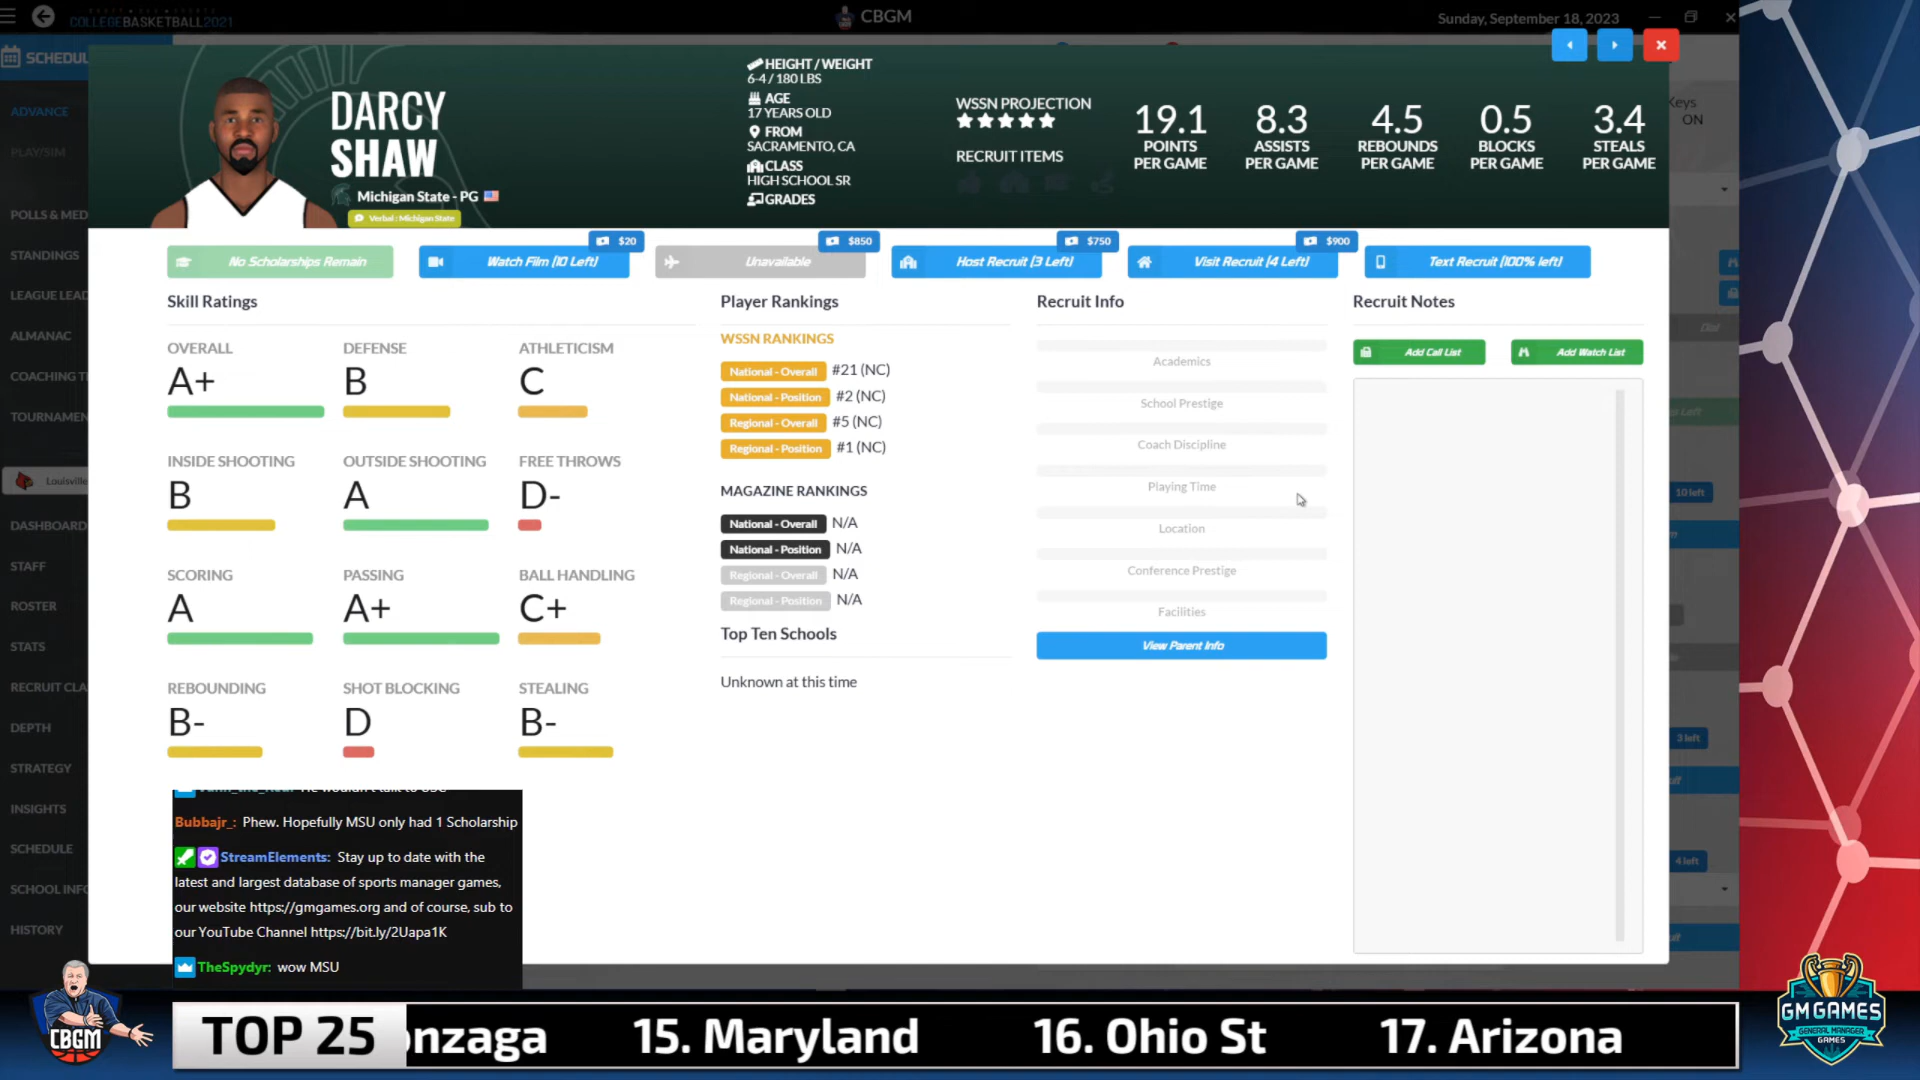 COLLEGEBASKETBALL2021
CBGM
Sunday, September 18, 2023
SCHEDUL
ADVANCE
PLAY/SIM
POLLS & MED
STANDINGS
LEAGUE LEAD
ALMANAC
COACHING T
TOURNAMEN
Louisville
DASHBOARD
STAFF
ROSTER
STATS
RECRUIT CLA
DEPTH
STRATEGY
INSIGHTS
SCHEDULE
SCHOOL INFO
HISTORY
DARCY
SHAW
Michigan State - PG
Verbal : Michigan State
HEIGHT / WEIGHT
6-4 / 180 LBS
AGE
17 YEARS OLD
FROM
SACRAMENTO, CA
CLASS
HIGH SCHOOL SR
GRADES
WSSN PROJECTION
RECRUIT ITEMS
19.1
POINTS
PER GAME
8.3
ASSISTS
PER GAME
4.5
REBOUNDS
PER GAME
0.5
BLOCKS
PER GAME
3.4
STEALS
PER GAME
Keys
ON
No Scholarships Remain
$20
Watch Film (10 Left)
$850
Unavailable
$750
Host Recruit (3 Left)
$900
Visit Recruit (4 Left)
Text Recruit (100% left)
Skill Ratings
OVERALL
A+
DEFENSE
B
ATHLETICISM
C
INSIDE SHOOTING
B
OUTSIDE SHOOTING
A
FREE THROWS
D-
SCORING
A
PASSING
A+
BALL HANDLING
C+
REBOUNDING
B-
SHOT BLOCKING
D
STEALING
B-
Player Rankings
WSSN RANKINGS
National - Overall #21 (NC)
National - Position #2 (NC)
Regional - Overall #5 (NC)
Regional - Position #1 (NC)
MAGAZINE RANKINGS
National - Overall N/A
National - Position N/A
Regional - Overall N/A
Regional - Position N/A
Top Ten Schools
Unknown at this time
Recruit Info
Academics
School Prestige
Coach Discipline
Playing Time
Location
Conference Prestige
Facilities
View Parent Info
Recruit Notes
Add Call List
Add Watch List
10 left
3 left
4 left
Bubbajr_: Phew. Hopefully MSU only had 1 Scholarship
StreamElements: Stay up to date with the
latest and largest database of sports manager games,
our website https://gmgames.org and of course, sub to
our YouTube Channel https://bit.ly/2Uapa1K
TheSpydyr: wow MSU
CBGM
TOP 25
onzaga
15. Maryland
16. Ohio St
17. Arizona
GM GAMES
GENERAL MANAGER
GAMES